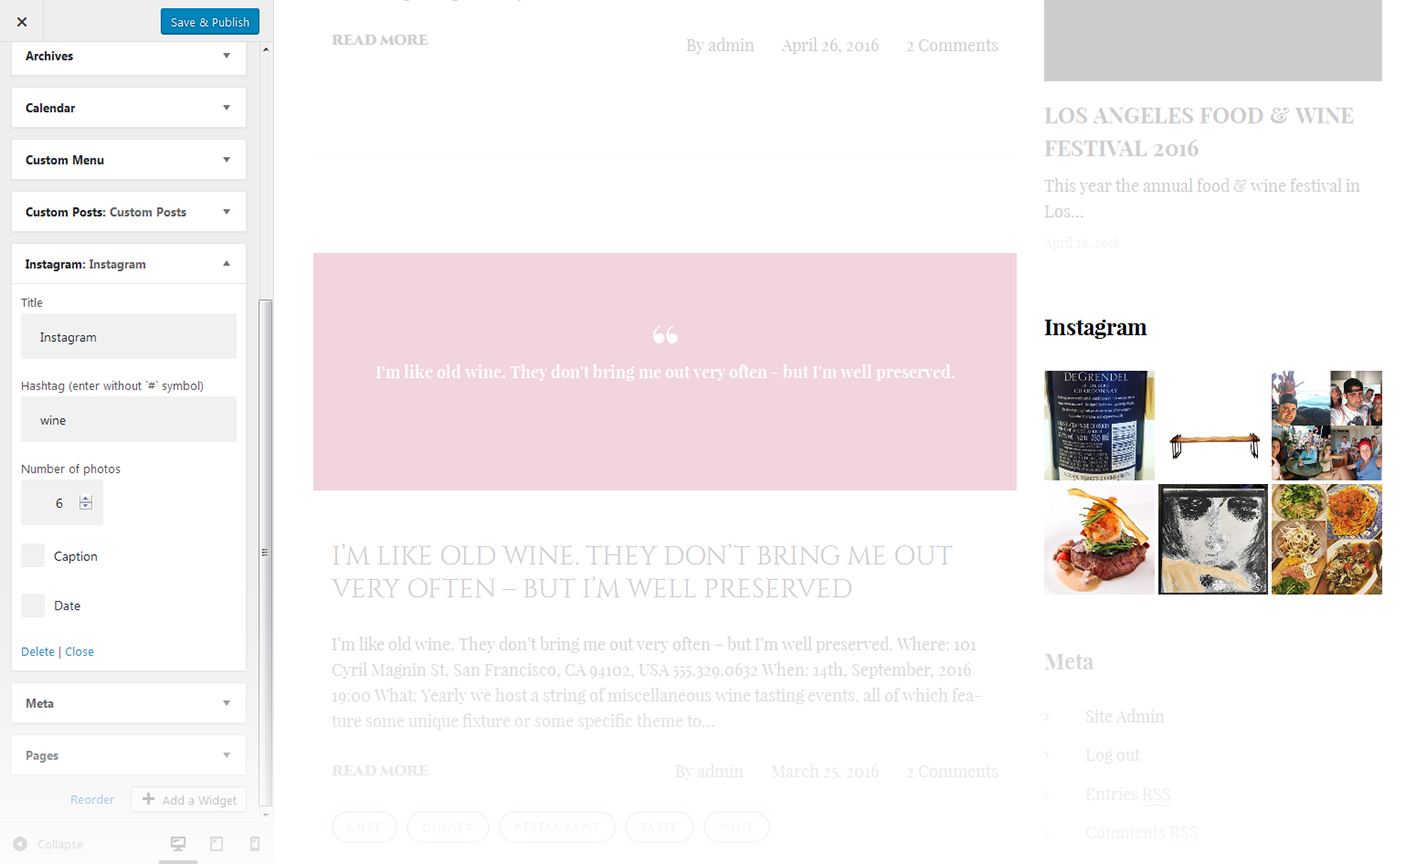 Save & Publish
Archives
Calendar
Custom Menu
Custom Posts: Custom Posts
Instagram: Instagram
Title
Instagram
Hashtag (enter without `#` symbol)
wine
Number of photos
6
Caption
Date
Delete | Close
Meta
Pages
Reorder
Add a Widget
Collapse
READ MORE
By admin April 26, 2016 2 Comments
I'm like old wine. They don't bring me out very often - but I'm well preserved.
I’M LIKE OLD WINE. THEY DON’T BRING ME OUT
VERY OFTEN – BUT I’M WELL PRESERVED
I’m like old wine. They don’t bring me out very often – but I’m well preserved. Where: 101
Cyril Magnin St, San Francisco, CA 94102, USA 555.329.0632 When: 14th, September, 2016
19:00 What: Yearly we host a string of miscellaneous wine tasting events, all of which fea-
ture some unique fixture or some specific theme to...
READ MORE
By admin March 25, 2016 2 Comments
CHEF DINNER RESTAURANT TASTE WINE
LOS ANGELES FOOD & WINE
FESTIVAL 2016
This year the annual food & wine festival in
Los...
April 26, 2016
Instagram
DEGRENDEL
CHARDONNAY
Meta
Site Admin
Log out
Entries RSS
Comments RSS